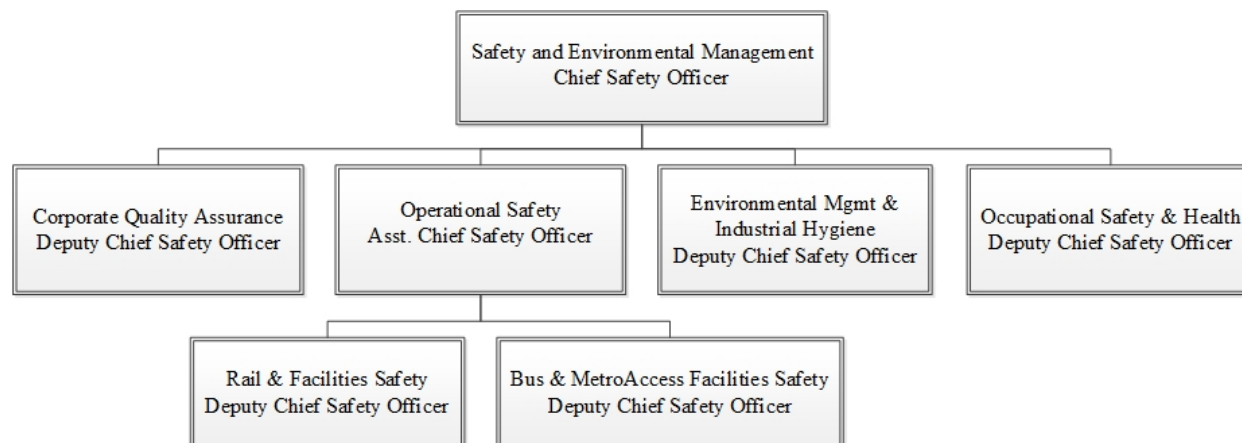 Safety and Environmental Management
Chief Safety Officer
Corporate Quality Assurance
Deputy Chief Safety Officer
Operational Safety
Asst. Chief Safety Officer
Environmental Mgmt &
Industrial Hygiene
Deputy Chief Safety Officer
Occupational Safety & Health
Deputy Chief Safety Officer
Rail & Facilities Safety
Deputy Chief Safety Officer
Bus & MetroAccess Facilities Safety
Deputy Chief Safety Officer